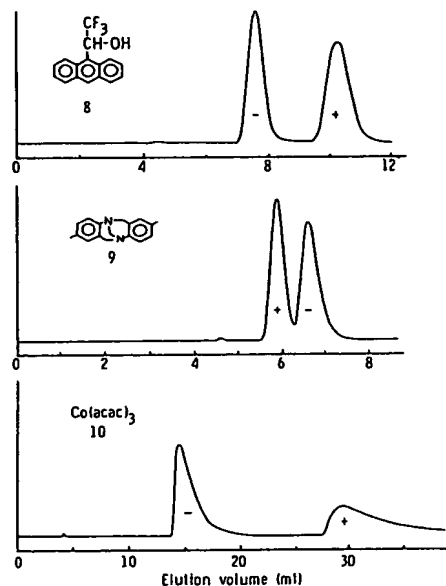 CF₃
CH-OH
8
- +
0 4 8 12
N
N
9
+ -
0 2 4 6 8
Co(acac)₃
10
- +
0 10 20 30
Elution volume (ml)